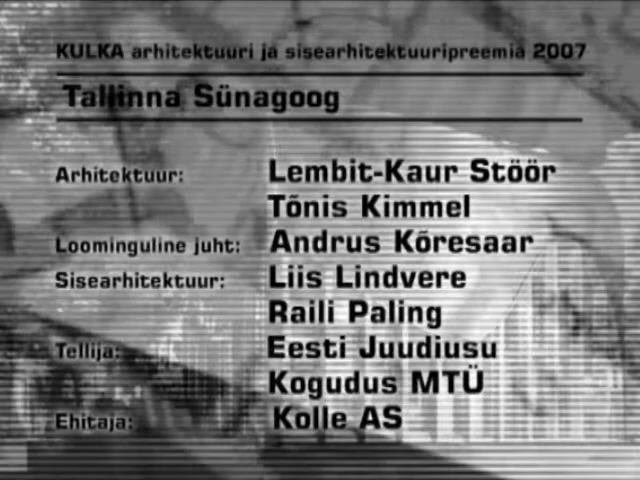 KULKA arhitektuuri ja sisearhitektuuripreemia 2007
Tallinna Sünagoog
Arhitektuur: Lembit-Kaur Stöör
Tõnis Kimmel
Loominguline juht: Andrus Kõresaar
Sisearhitektuur: Liis Lindvere
Raili Paling
Tellija: Eesti Juudiusu
Kogudus MTÜ
Ehitaja: Kolle AS